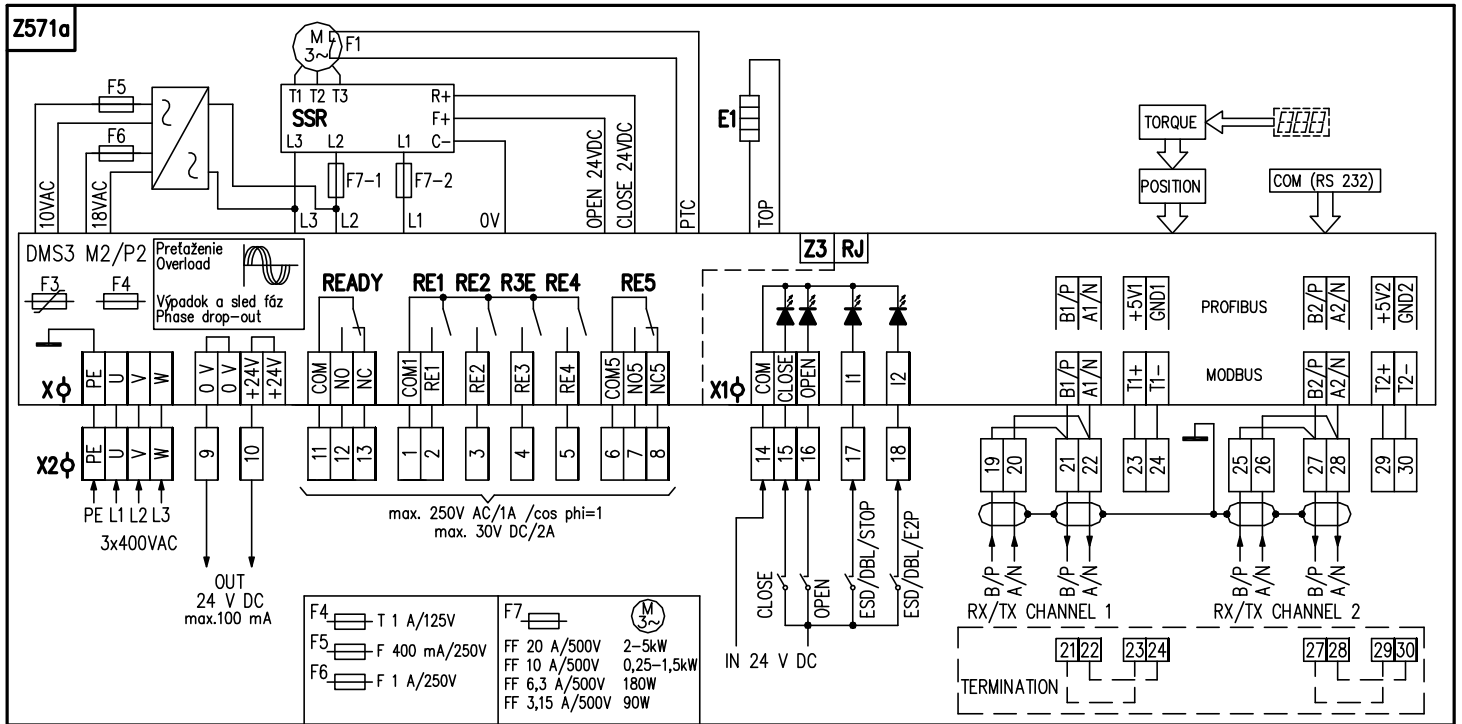 Z571a
M
3~
F1
F5
F6
T1 T2 T3
SSR
R+
F+
C-
L3 L2 L1
F7-1
F7-2
10VAC
18VAC
L3
L2
L1
0V
OPEN 24VDC
CLOSE 24VDC
PTC
E1
TOP
TORQUE
POSITION
COM (RS 232)
DMS3 M2/P2
F3
F4
Preťaženie
Overload
Výpadok a sled fáz
Phase drop-out
READY
RE1 RE2 R3E RE4
RE5
Z3 RJ
PROFIBUS
B1/P
A1/N
+5V1
GND1
B2/P
A2/N
+5V2
GND2
X
PE
U
V
W
0 V
0 V
+24V
+24V
COM
NO
NC
COM1
RE1
RE2
RE3
RE4
COM5
NO5
NC5
X1
COM
CLOSE
OPEN
I1
I2
MODBUS
B1/P
A1/N
T1+
T1-
B2/P
A2/N
T2+
T2-
X2
PE
U
V
W
9
10
11
12
13
1
2
3
4
5
6
7
8
14
15
16
17
18
19
20
21
22
23
24
25
26
27
28
29
30
PE L1 L2 L3
3x400VAC
OUT
24 V DC
max.100 mA
max. 250V AC/1A /cos phi=1
max. 30V DC/2A
CLOSE
OPEN
ESD/DBL/STOP
ESD/DBL/E2P
IN 24 V DC
B/P
A/N
B/P
A/N
RX/TX CHANNEL 1
B/P
A/N
B/P
A/N
RX/TX CHANNEL 2
F4 T 1 A/125V
F5 F 400 mA/250V
F6 F 1 A/250V
F7
M
3~
FF 20 A/500V 2-5kW
FF 10 A/500V 0,25-1,5kW
FF 6,3 A/500V 180W
FF 3,15 A/500V 90W
21 22 23 24
27 28 29 30
TERMINATION